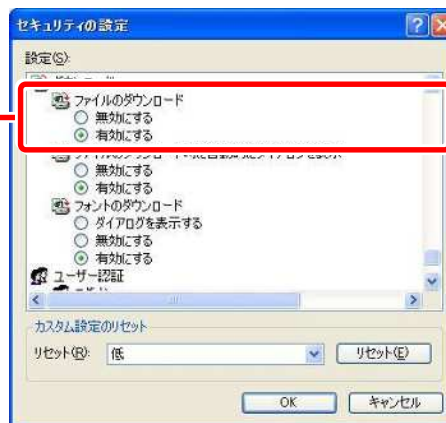 セキュリティの設定
設定(S):
ファイルのダウンロード
無効にする
有効にする
無効にする
有効にする
フォントのダウンロード
ダイアログを表示する
無効にする
有効にする
ユーザー認証
カスタム設定のリセット
リセット(R): 低 リセット(E)
OK キャンセル